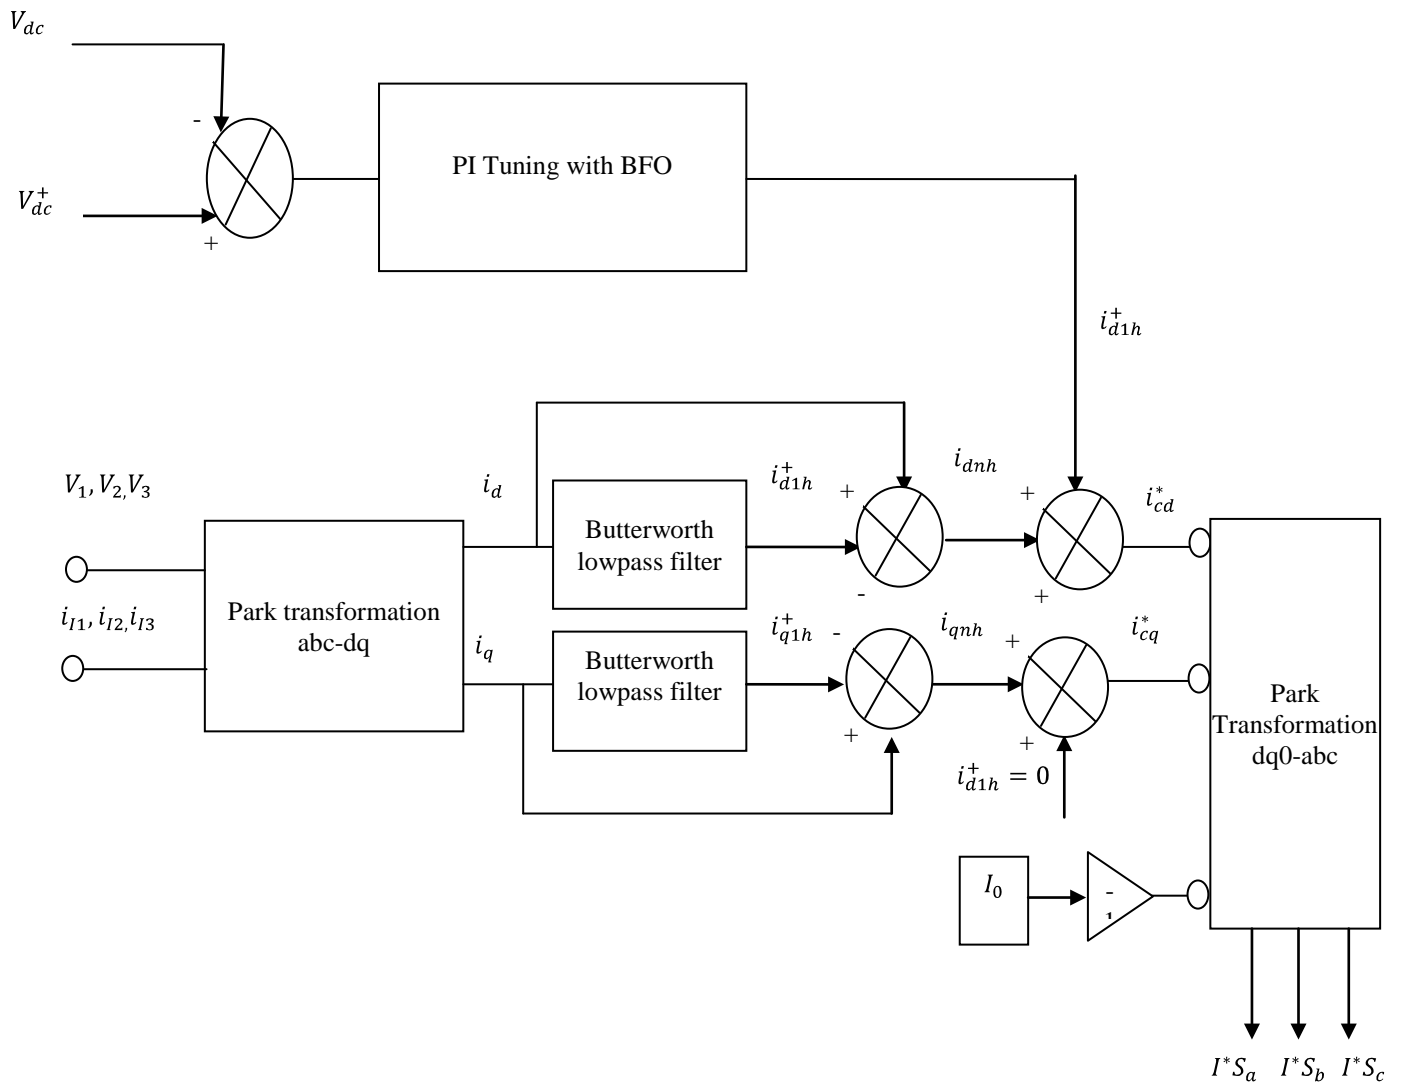 V_dc
-
PI Tuning with BFO
V_dc^+
+
i_d1h^+
V_1, V_2,V_3
i_d
i_d1h^+
+
i_dnh
+
i_cd^*
Butterworth
lowpass filter
-
+
i_I1, i_I2,i_I3
Park transformation
abc-dq
i_q
i_q1h^+
-
i_qnh
+
i_cq^*
Butterworth
lowpass filter
+
+
i_d1h^+ = 0
Park
Transformation
dq0-abc
I_0
-
I^*S_a
I^*S_b
I^*S_c